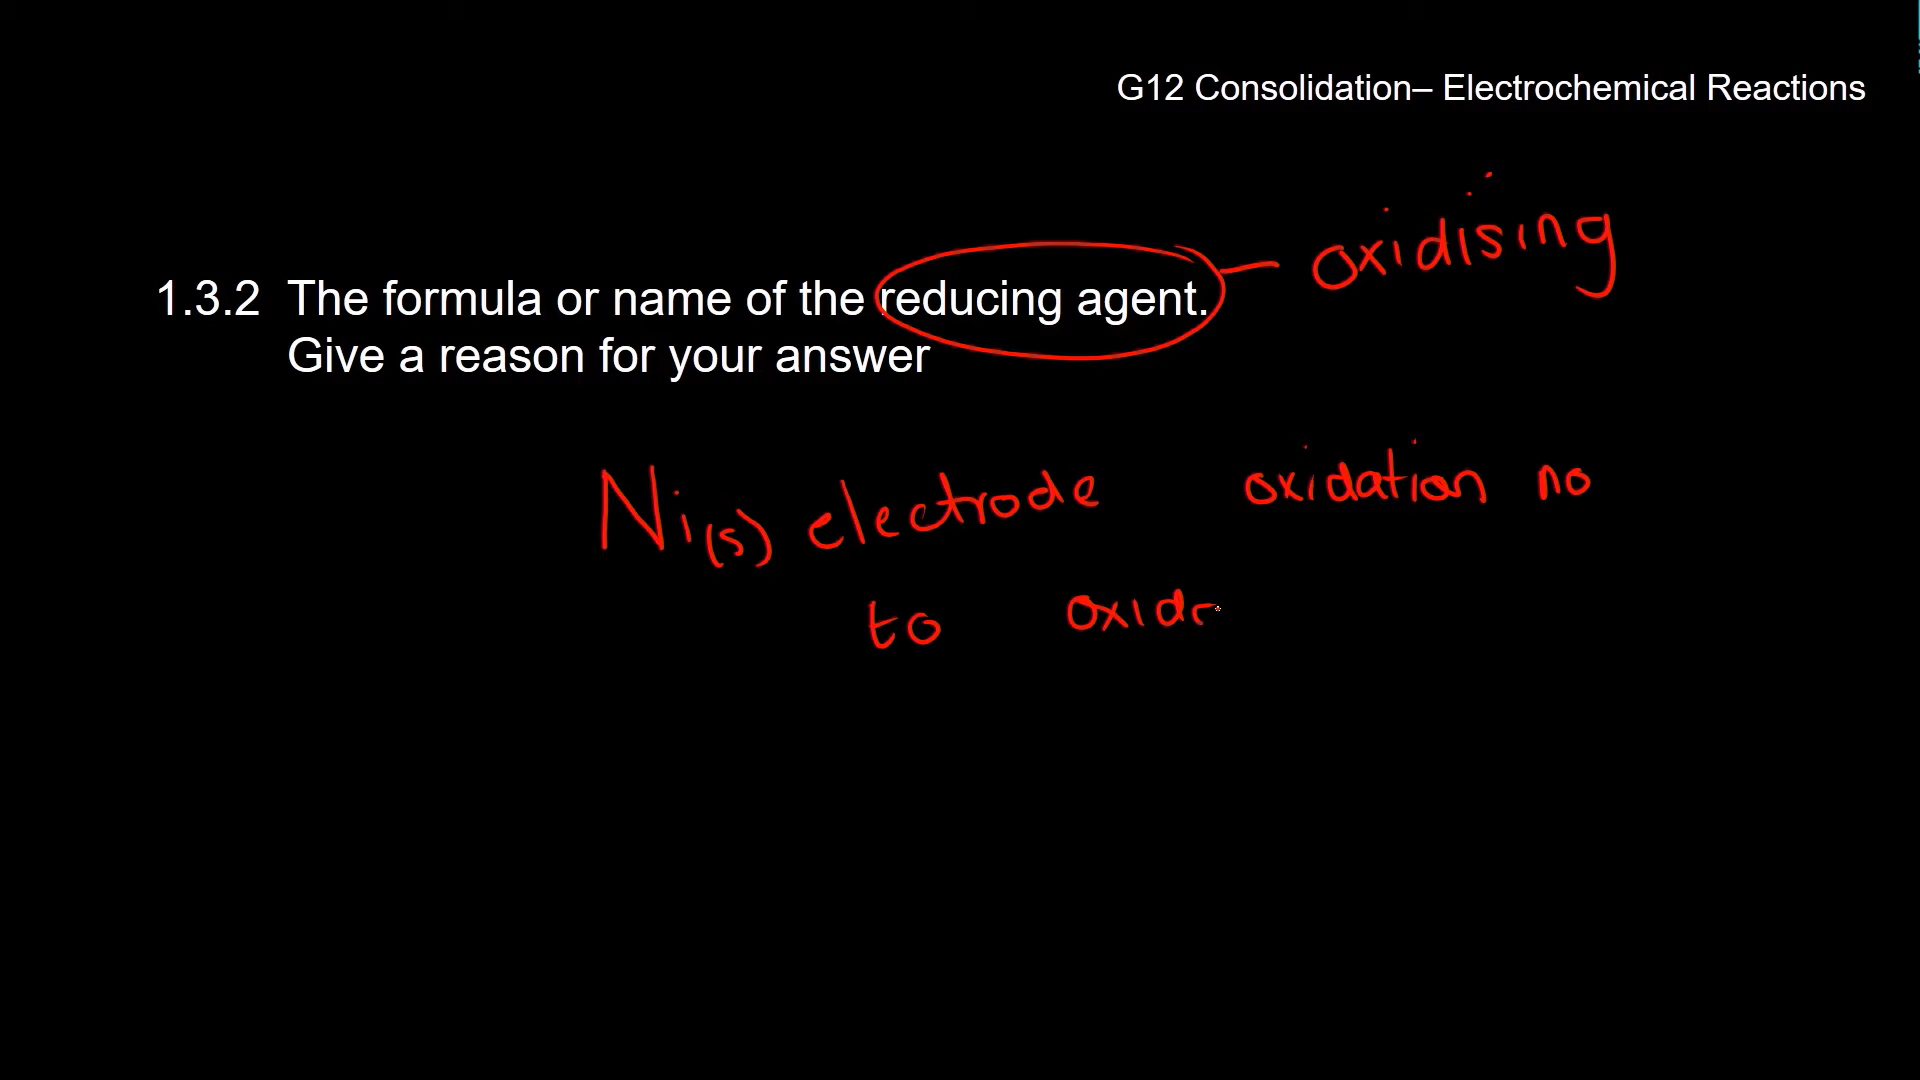 G12 Consolidation– Electrochemical Reactions
oxidising
1.3.2 The formula or name of the reducing agent.
Give a reason for your answer
Ni(s) electrode oxidation no
to oxid